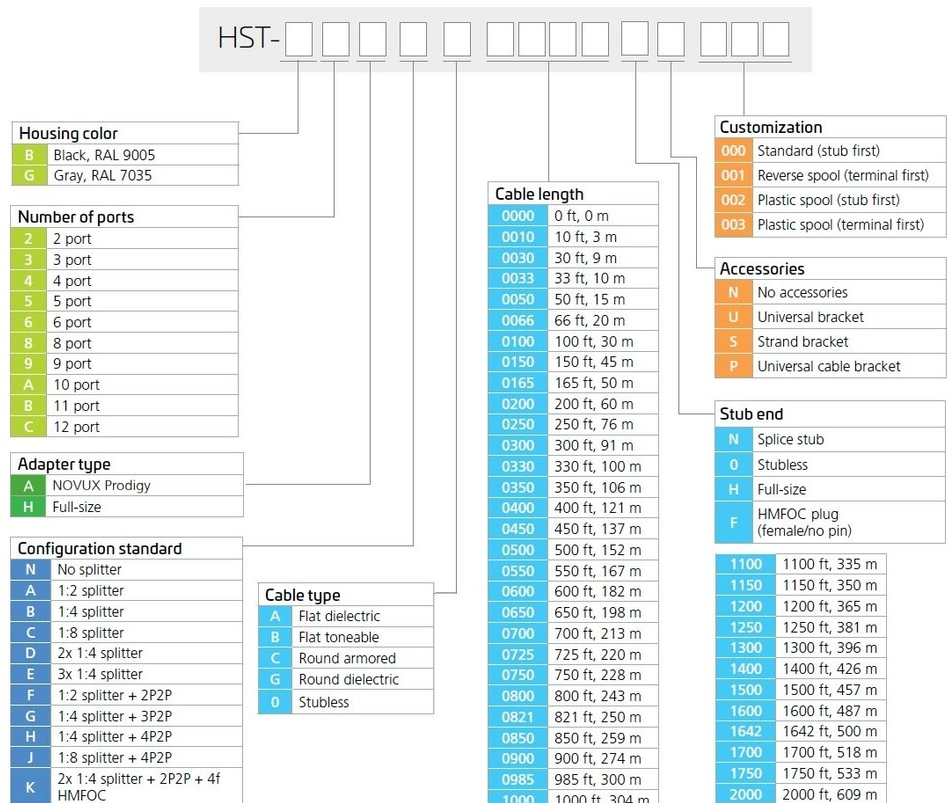 HST-
Housing color
B Black, RAL 9005
G Gray, RAL 7035
Number of ports
2 2 port
3 3 port
4 4 port
5 5 port
6 6 port
8 8 port
9 9 port
A 10 port
B 11 port
C 12 port
Adapter type
A NOVUX Prodigy
H Full-size
Configuration standard
N No splitter
A 1:2 splitter
B 1:4 splitter
C 1:8 splitter
D 2x 1:4 splitter
E 3x 1:4 splitter
F 1:2 splitter + 2P2P
G 1:4 splitter + 3P2P
H 1:4 splitter + 4P2P
J 1:8 splitter + 4P2P
K 2x 1:4 splitter + 2P2P + 4f
HMFOC
Cable type
A Flat dielectric
B Flat toneable
C Round armored
G Round dielectric
0 Stubless
Cable length
0000 0 ft, 0 m
0010 10 ft, 3 m
0030 30 ft, 9 m
0033 33 ft, 10 m
0050 50 ft, 15 m
0066 66 ft, 20 m
0100 100 ft, 30 m
0150 150 ft, 45 m
0165 165 ft, 50 m
0200 200 ft, 60 m
0250 250 ft, 76 m
0300 300 ft, 91 m
0330 330 ft, 100 m
0350 350 ft, 106 m
0400 400 ft, 121 m
0450 450 ft, 137 m
0500 500 ft, 152 m
0550 550 ft, 167 m
0600 600 ft, 182 m
0650 650 ft, 198 m
0700 700 ft, 213 m
0725 725 ft, 220 m
0750 750 ft, 228 m
0800 800 ft, 243 m
0821 821 ft, 250 m
0850 850 ft, 259 m
0900 900 ft, 274 m
0985 985 ft, 300 m
1000 1000 ft, 304 m
Customization
000 Standard (stub first)
001 Reverse spool (terminal first)
002 Plastic spool (stub first)
003 Plastic spool (terminal first)
Accessories
N No accessories
U Universal bracket
S Strand bracket
P Universal cable bracket
Stub end
N Splice stub
0 Stubless
H Full-size
F HMFOC plug
(female/no pin)
1100 1100 ft, 335 m
1150 1150 ft, 350 m
1200 1200 ft, 365 m
1250 1250 ft, 381 m
1300 1300 ft, 396 m
1400 1400 ft, 426 m
1500 1500 ft, 457 m
1600 1600 ft, 487 m
1642 1642 ft, 500 m
1700 1700 ft, 518 m
1750 1750 ft, 533 m
2000 2000 ft, 609 m